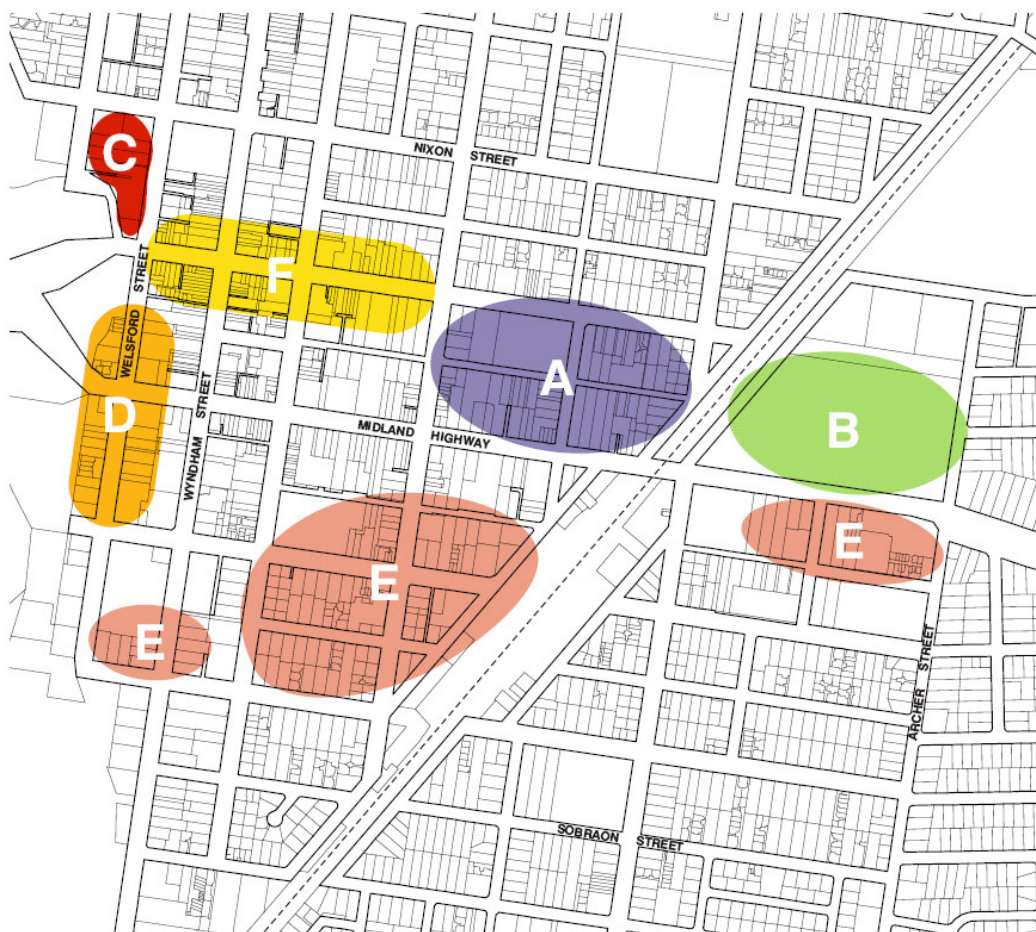 C
NIXON STREET
F
WELSFORD STREET
A
D
WYNDHAM STREET
MIDLAND HIGHWAY
B
E
E
E
ARCHER STREET
SOBRAON STREET